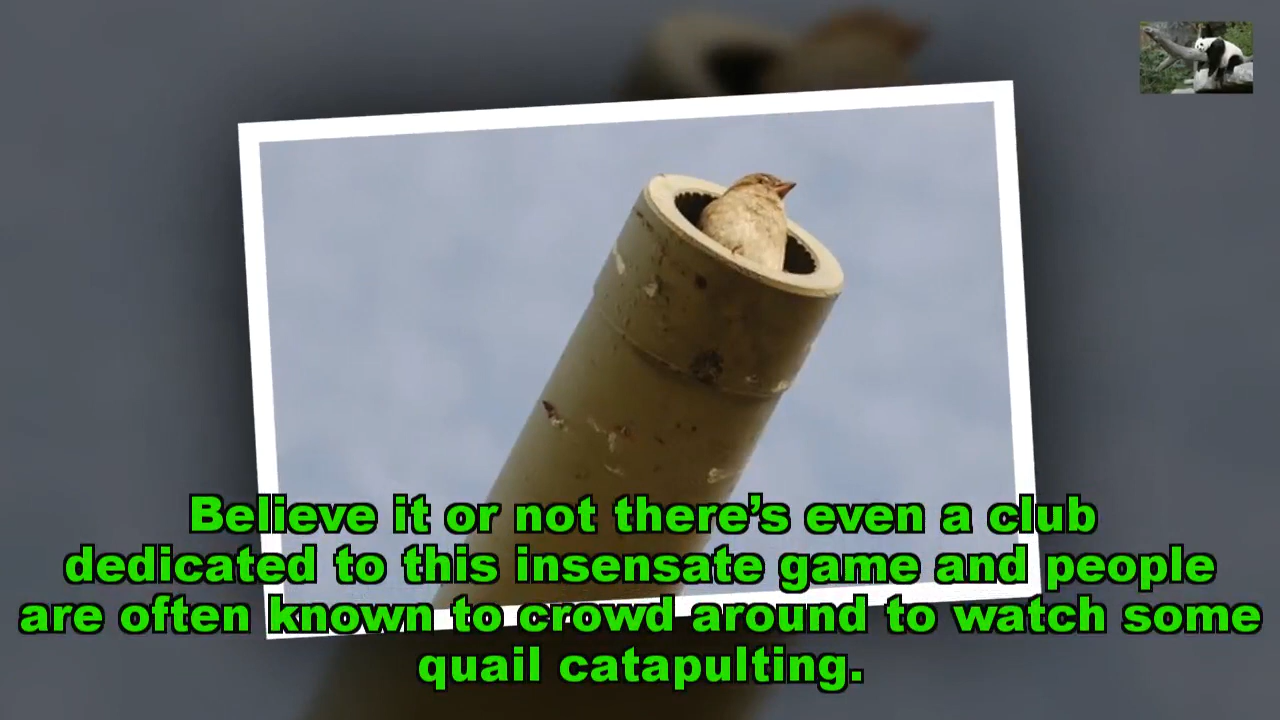 Believe it or not there’s even a club
dedicated to this insensate game and people
are often known to crowd around to watch some
quail catapulting.